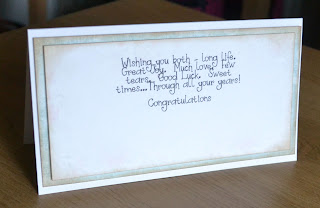 Wishing you both - long life,
Great Joy, Much love, Few
tears, Good Luck, Sweet
times...Through all your years!
Congratulations